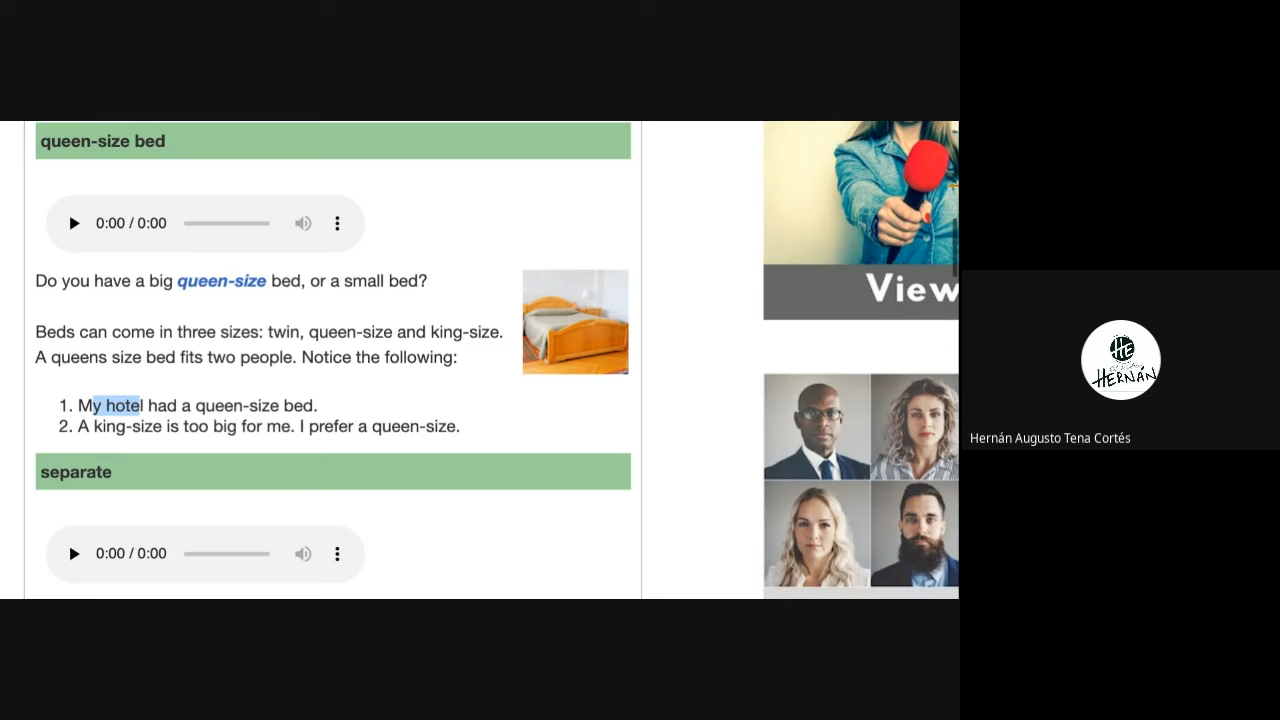 queen-size bed
0:00 / 0:00
Do you have a big queen-size bed, or a small bed?
Beds can come in three sizes: twin, queen-size and king-size.
A queens size bed fits two people. Notice the following:
1. My hotel had a queen-size bed.
2. A king-size is too big for me. I prefer a queen-size.
separate
0:00 / 0:00
View
HE
HERNÁN
Hernán Augusto Tena Cortés